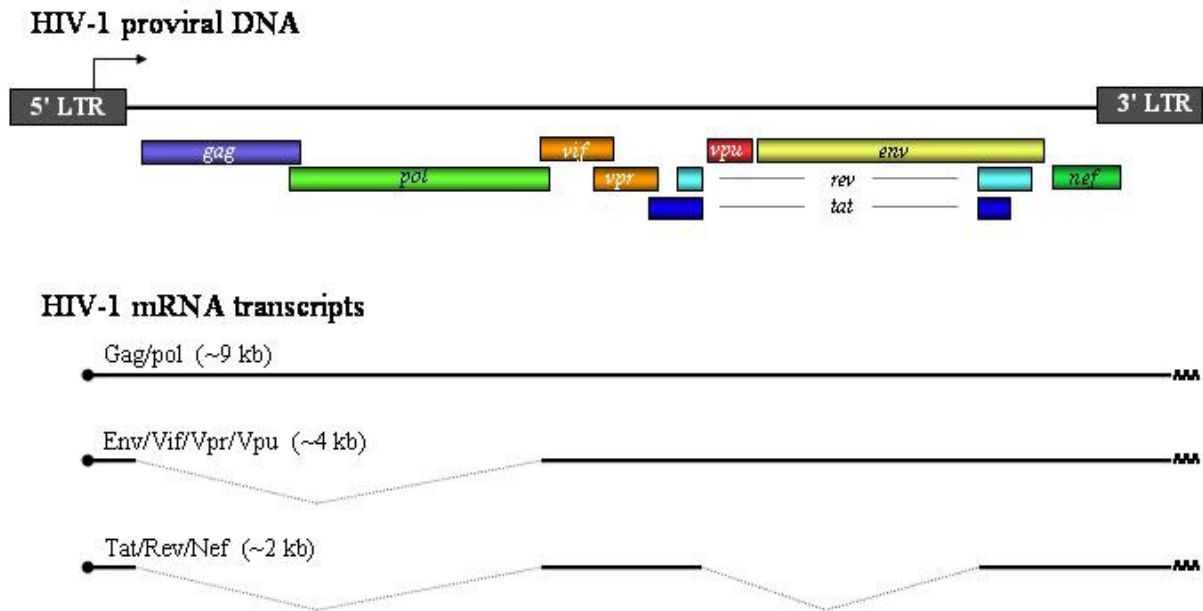 HIV-1 proviral DNA
5' LTR
3' LTR
gag
vif
vpu
env
pol
vpr
rev
nef
tat
HIV-1 mRNA transcripts
Gag/pol (~9 kb)
Env/Vif/Vpr/Vpu (~4 kb)
Tat/Rev/Nef (~2 kb)